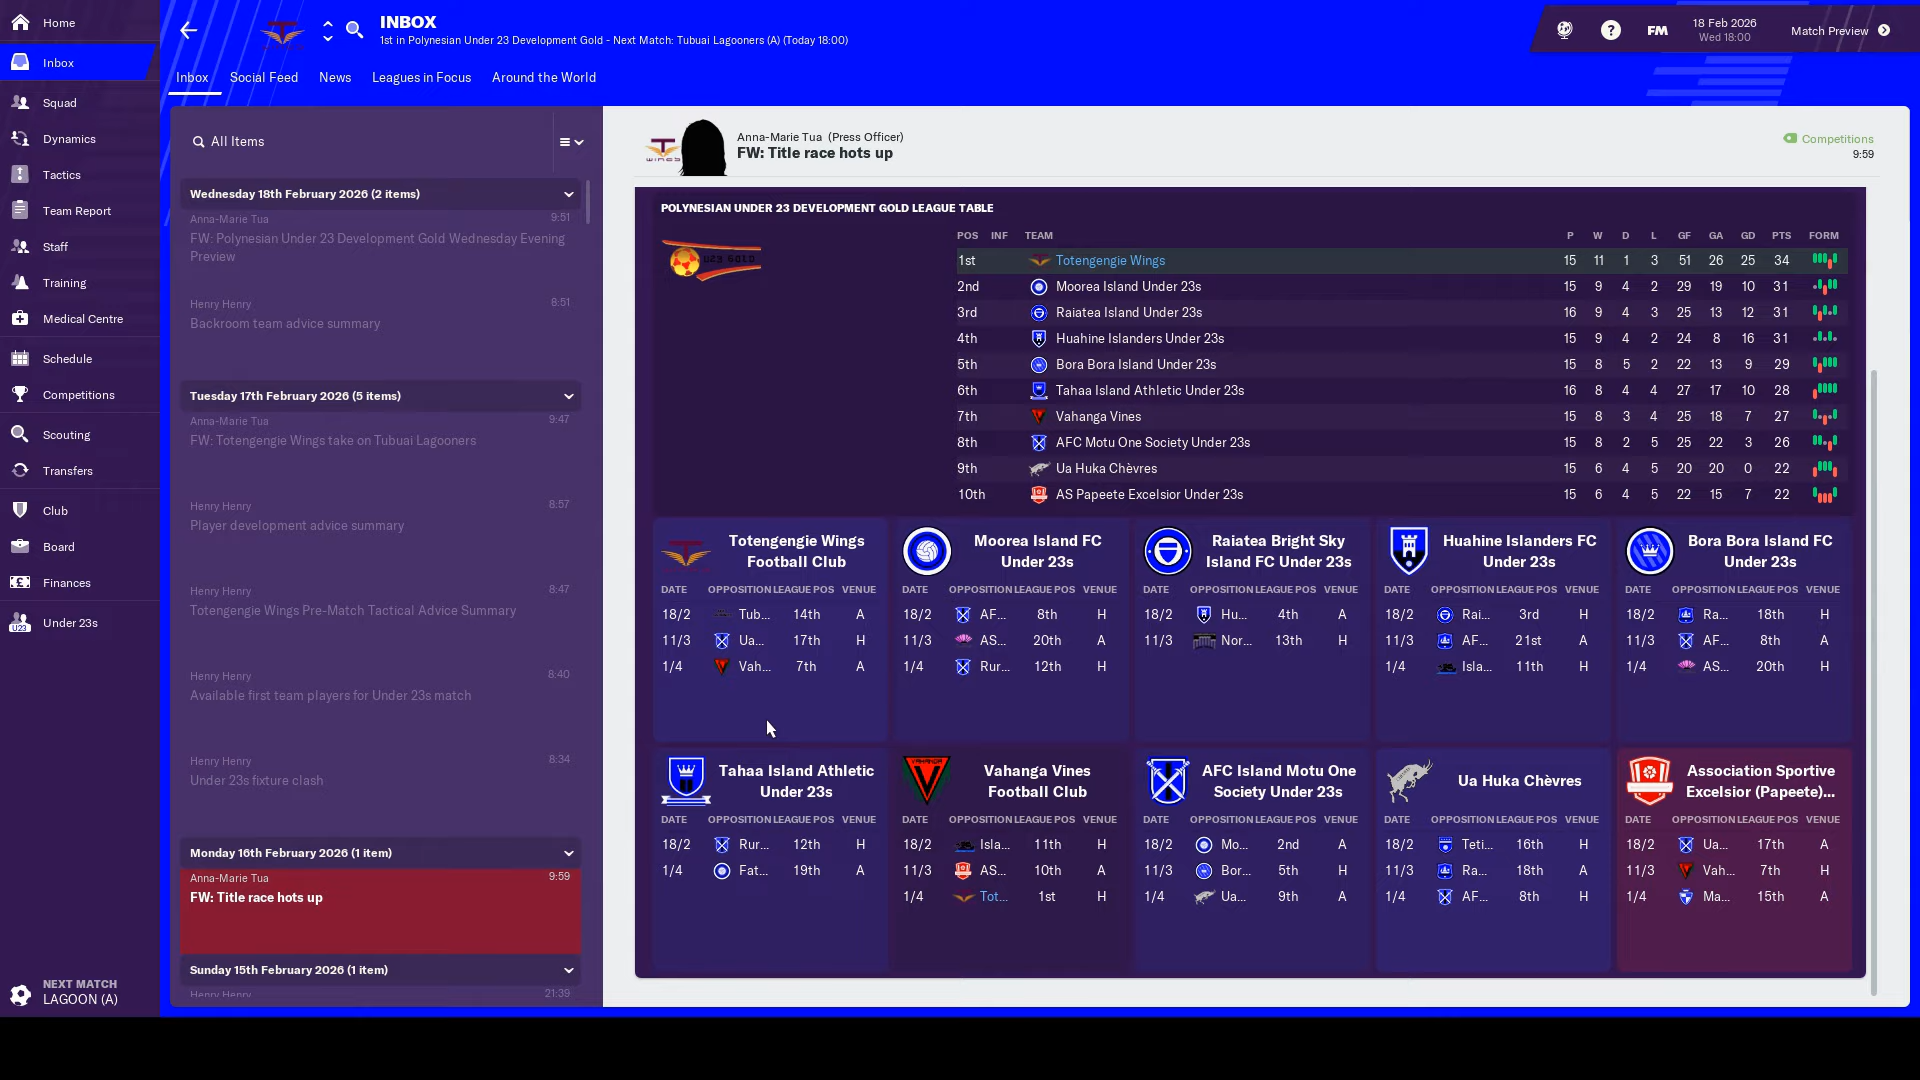 Home
Inbox
Squad
Dynamics
Tactics
Team Report
Staff
Training
Medical Centre
Schedule
Competitions
Scouting
Transfers
Club
Board
Finances
Under 23s
U23
NEXT MATCH
LAGOON (A)
INBOX
1st in Polynesian Under 23 Development Gold - Next Match: Tubuai Lagooners (A) (Today 18:00)
FM
18 Feb 2026
Wed 18:00
Match Preview
Inbox Social Feed News Leagues in Focus Around the World
All Items
Wednesday 18th February 2026 (2 items)
Anna-Marie Tua 9:51
FW: Polynesian Under 23 Development Gold Wednesday Evening
Preview
Henry Henry 8:51
Backroom team advice summary
Tuesday 17th February 2026 (5 items)
Anna-Marie Tua 9:47
FW: Totengengie Wings take on Tubuai Lagooners
Henry Henry 8:57
Player development advice summary
Henry Henry 8:47
Totengengie Wings Pre-Match Tactical Advice Summary
Henry Henry 8:40
Available first team players for Under 23s match
Henry Henry 8:34
Under 23s fixture clash
Monday 16th February 2026 (1 item)
Anna-Marie Tua 9:59
FW: Title race hots up
Sunday 15th February 2026 (1 item)
Henry Henry 21:39
Anna-Marie Tua (Press Officer)
FW: Title race hots up
Competitions
9:59
POLYNESIAN UNDER 23 DEVELOPMENT GOLD LEAGUE TABLE
U23 GOLD
POS INF TEAM P W D L GF GA GD PTS FORM
1st Totengengie Wings 15 11 1 3 51 26 25 34
2nd Moorea Island Under 23s 15 9 4 2 29 19 10 31
3rd Raiatea Island Under 23s 16 9 4 3 25 13 12 31
4th Huahine Islanders Under 23s 15 9 4 2 24 8 16 31
5th Bora Bora Island Under 23s 15 8 5 2 22 13 9 29
6th Tahaa Island Athletic Under 23s 16 8 4 4 27 17 10 28
7th Vahanga Vines 15 8 3 4 25 18 7 27
8th AFC Motu One Society Under 23s 15 8 2 5 25 22 3 26
9th Ua Huka Chèvres 15 6 4 5 20 20 0 22
10th AS Papeete Excelsior Under 23s 15 6 4 5 22 15 7 22
Totengengie Wings
Football Club
DATE OPPOSITION LEAGUE POS VENUE
18/2 Tub... 14th A
11/3 Ua... 17th H
1/4 Vah... 7th A
Moorea Island FC
Under 23s
DATE OPPOSITION LEAGUE POS VENUE
18/2 AF... 8th H
11/3 AS... 20th A
1/4 Rur... 12th H
Raiatea Bright Sky
Island FC Under 23s
DATE OPPOSITION LEAGUE POS VENUE
18/2 Hu... 4th A
11/3 Nor... 13th H
Huahine Islanders FC
Under 23s
DATE OPPOSITION LEAGUE POS VENUE
18/2 Rai... 3rd H
11/3 AF... 21st A
1/4 Isla... 11th H
Bora Bora Island FC
Under 23s
DATE OPPOSITION LEAGUE POS VENUE
18/2 Ra... 18th H
11/3 AF... 8th A
1/4 AS... 20th H
Tahaa Island Athletic
Under 23s
DATE OPPOSITION LEAGUE POS VENUE
18/2 Rur... 12th H
1/4 Fat... 19th A
VAHANGA
Vahanga Vines
Football Club
DATE OPPOSITION LEAGUE POS VENUE
18/2 Isla... 11th H
11/3 AS... 10th A
1/4 Tot... 1st H
AFC Island Motu One
Society Under 23s
DATE OPPOSITION LEAGUE POS VENUE
18/2 Mo... 2nd A
11/3 Bor... 5th H
1/4 Ua... 9th A
Ua Huka Chèvres
DATE OPPOSITION LEAGUE POS VENUE
18/2 Teti... 16th H
11/3 Ra... 18th A
1/4 AF... 8th H
Association Sportive
Excelsior (Papeete)...
DATE OPPOSITION LEAGUE POS VENUE
18/2 Ua... 17th A
11/3 Vah... 7th H
1/4 Ma... 15th A